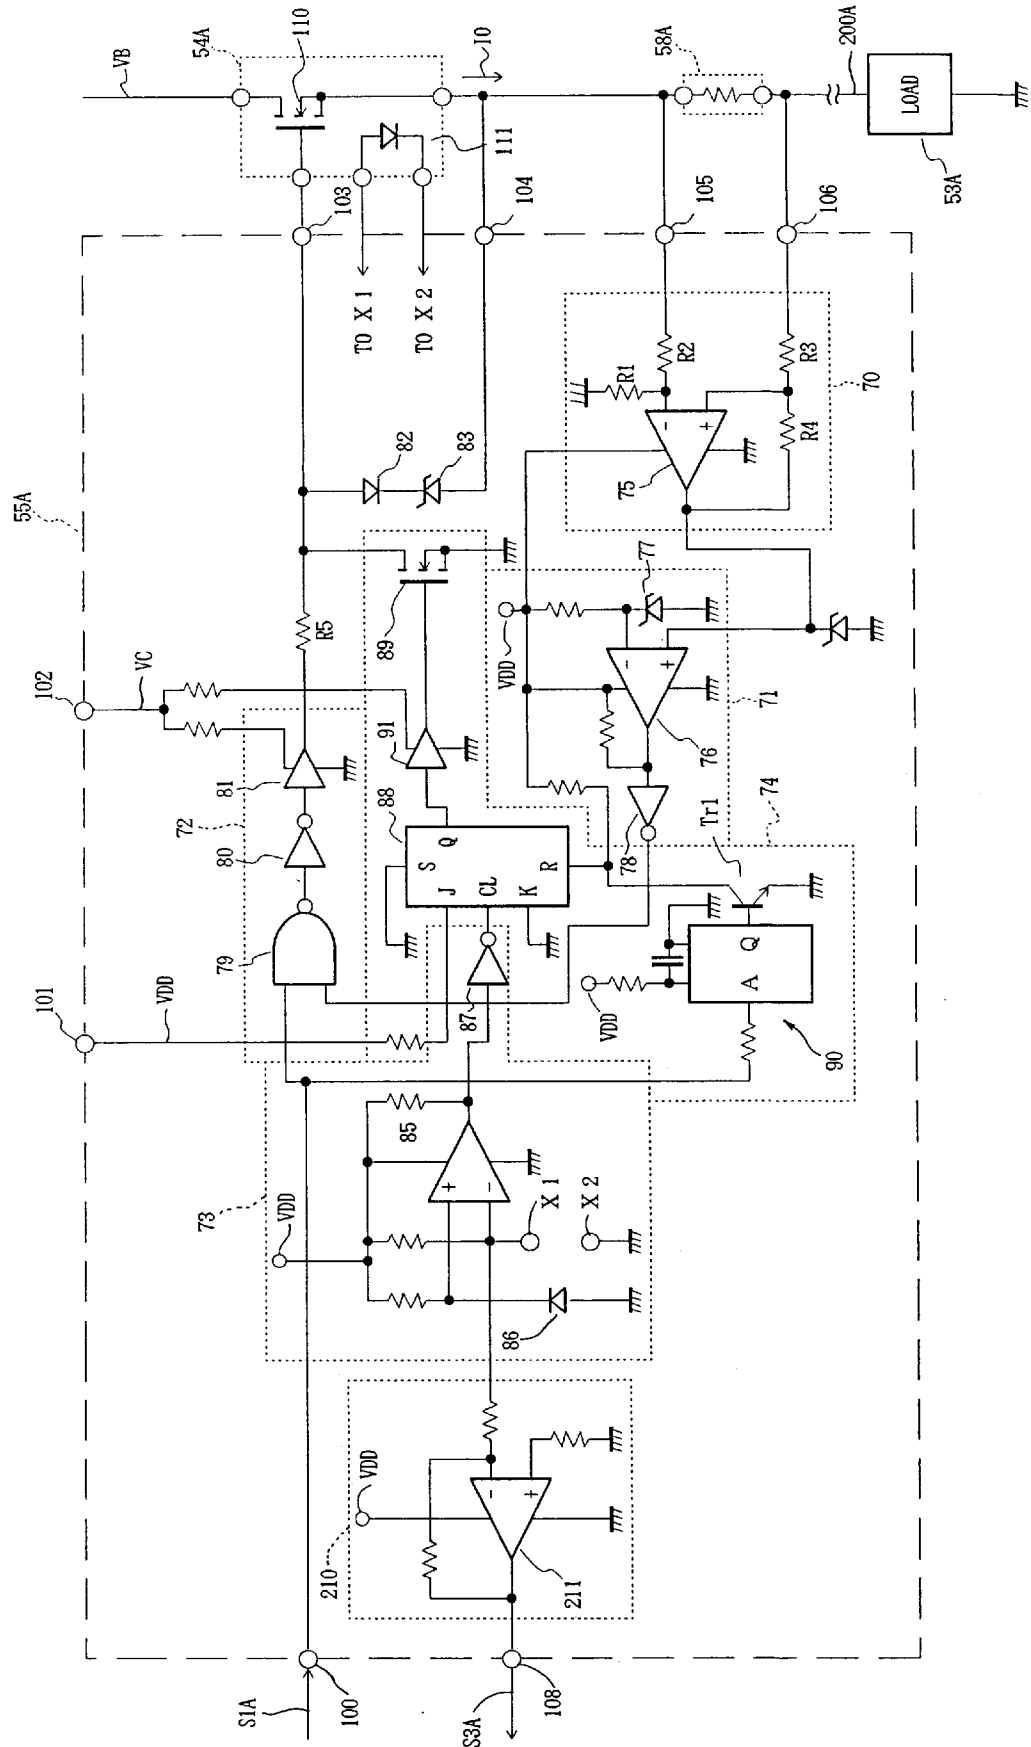 VB
54A
110
I0
58A
200A
LOAD
53A
111
103
TO X 1
TO X 2
104
105
106
55A
82
83
R1
R2
R3
R4
75
70
102
VC
R5
89
77
VDD
71
76
81
72
80
91
88
S
J
Q
CL
K
R
78
74
Tr1
79
101
VDD
87
VDD
A
Q
90
73
VDD
85
+
-
X 1
X 2
86
210
VDD
211
-
+
-
+
-
+
S1A
100
S3A
108